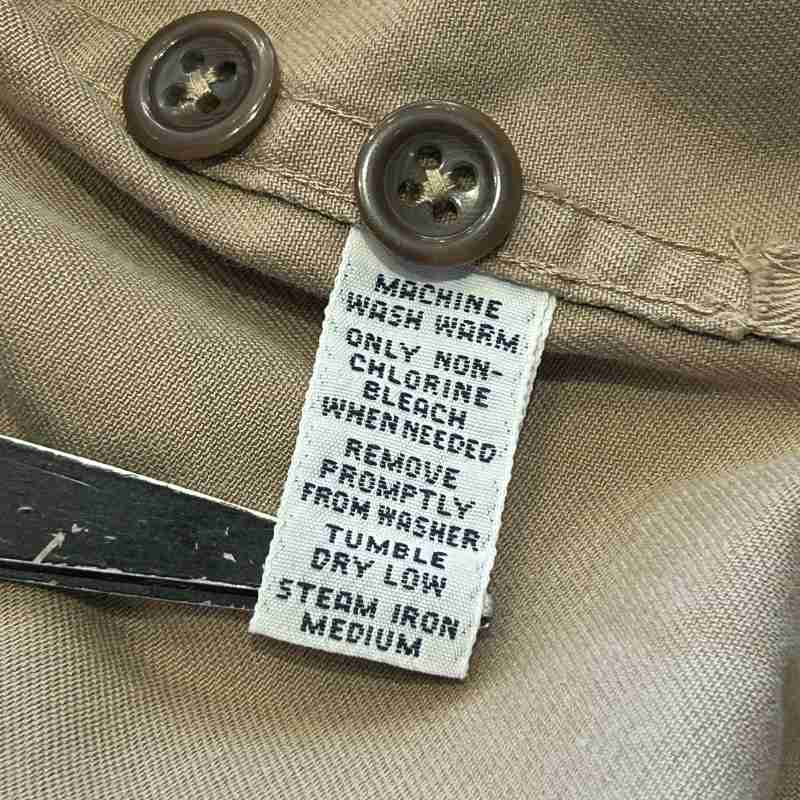 MACHINE
WASH WARM
ONLY NON-
CHLORINE
BLEACH
WHEN NEEDED
REMOVE
PROMPTLY
FROM WASHER
TUMBLE
DRY LOW
STEAM IRON
MEDIUM